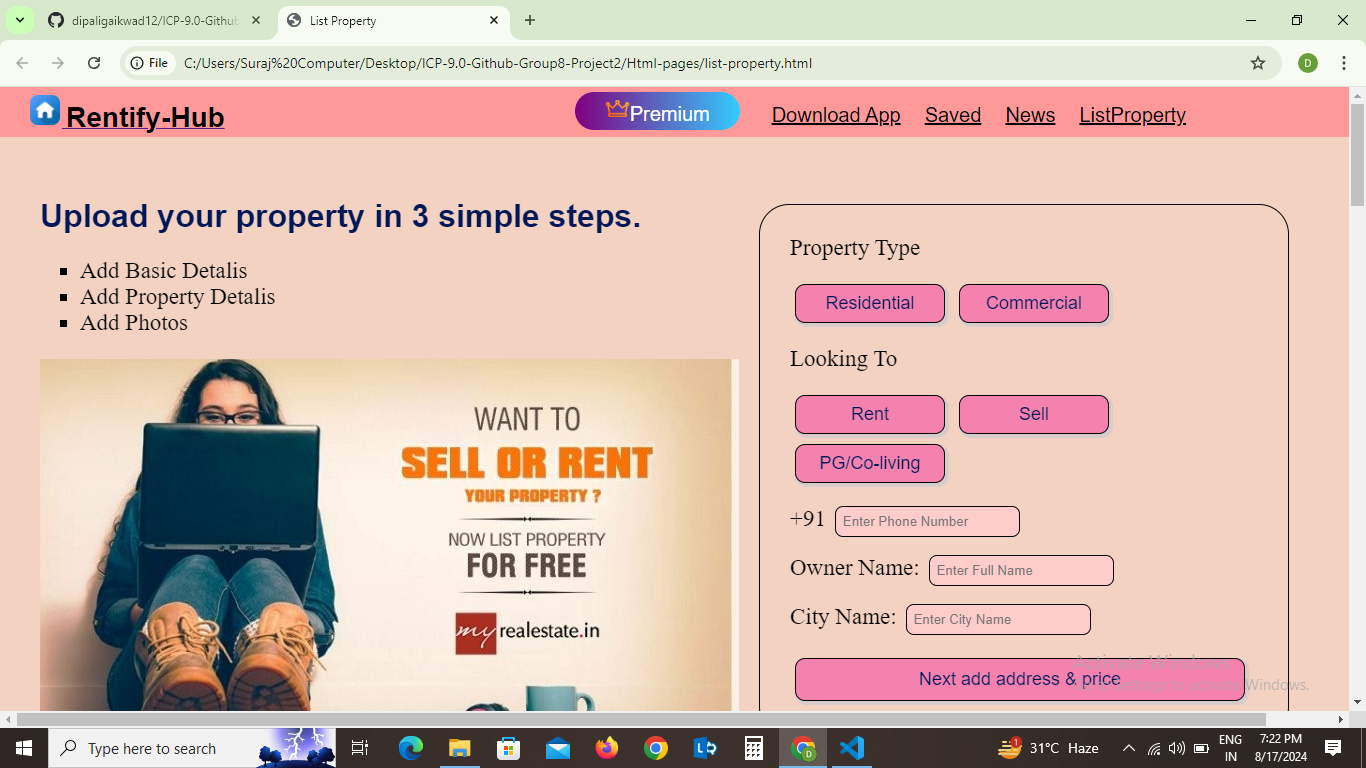 dipaligaikwad12/ICP-9.0-Github
List Property
File
C:/Users/Suraj%20Computer/Desktop/ICP-9.0-Github-Group8-Project2/Html-pages/list-property.html
D
Rentify-Hub
Premium
Download App
Saved
News
ListProperty
Upload your property in 3 simple steps.
Add Basic Detalis
Add Property Detalis
Add Photos
WANT TO
SELL OR RENT
YOUR PROPERTY ?
NOW LIST PROPERTY
FOR FREE
my realestate.in
Property Type
Residential
Commercial
Looking To
Rent
Sell
PG/Co-living
+91 Enter Phone Number
Owner Name: Enter Full Name
City Name: Enter City Name
Next add address & price
Activate Windows
Windows.
Type here to search
1
31°C Haze
ENG
IN
7:22 PM
8/17/2024